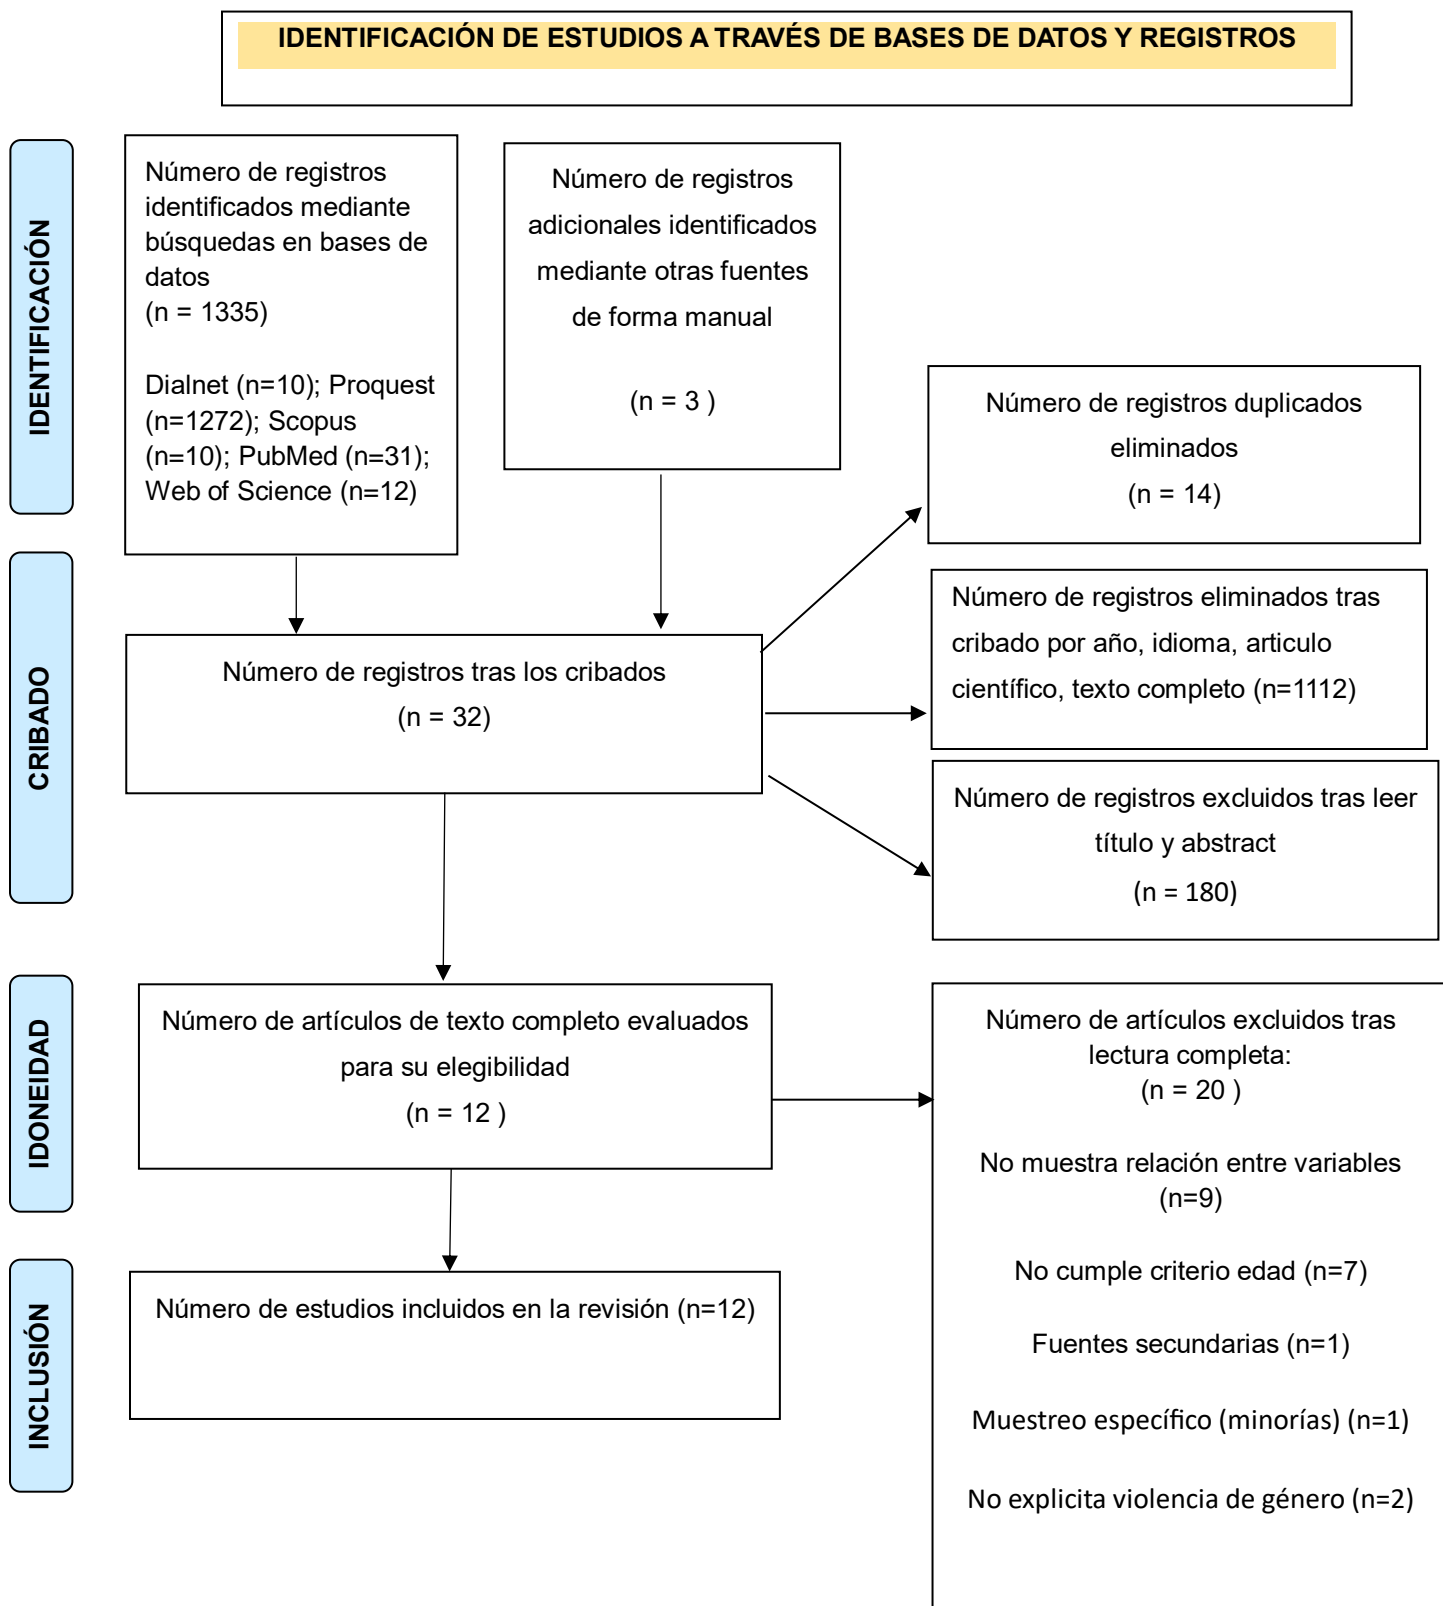 IDENTIFICACIÓN DE ESTUDIOS A TRAVÉS DE BASES DE DATOS Y REGISTROS
IDENTIFICACIÓN
Número de registros
identificados mediante
búsquedas en bases de
datos
(n = 1335)
Dialnet (n=10); Proquest
(n=1272); Scopus
(n=10); PubMed (n=31);
Web of Science (n=12)
Número de registros
adicionales identificados
mediante otras fuentes
de forma manual
(n = 3 )
Número de registros duplicados
eliminados
(n = 14)
CRIBADO
Número de registros tras los cribados
(n = 32)
Número de registros eliminados tras
cribado por año, idioma, articulo
científico, texto completo (n=1112)
Número de registros excluidos tras leer
título y abstract
(n = 180)
IDONEIDAD
Número de artículos de texto completo evaluados
para su elegibilidad
(n = 12 )
Número de artículos excluidos tras
lectura completa:
(n = 20 )
No muestra relación entre variables
(n=9)
No cumple criterio edad (n=7)
Fuentes secundarias (n=1)
Muestreo específico (minorías) (n=1)
No explicita violencia de género (n=2)
INCLUSIÓN
Número de estudios incluidos en la revisión (n=12)